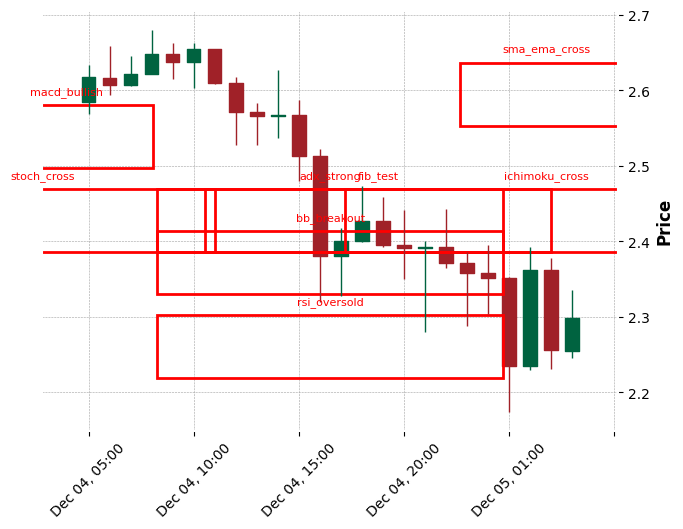 2.7
sma_ema_cross
2.6
macd_bullish
2.5
stoch_cross
adx_strong
fib_test
ichimoku_cross
bb_breakout
2.4
Price
rsi_oversold
2.3
2.2
Dec 04, 05:00
Dec 04, 10:00
Dec 04, 15:00
Dec 04, 20:00
Dec 05, 01:00